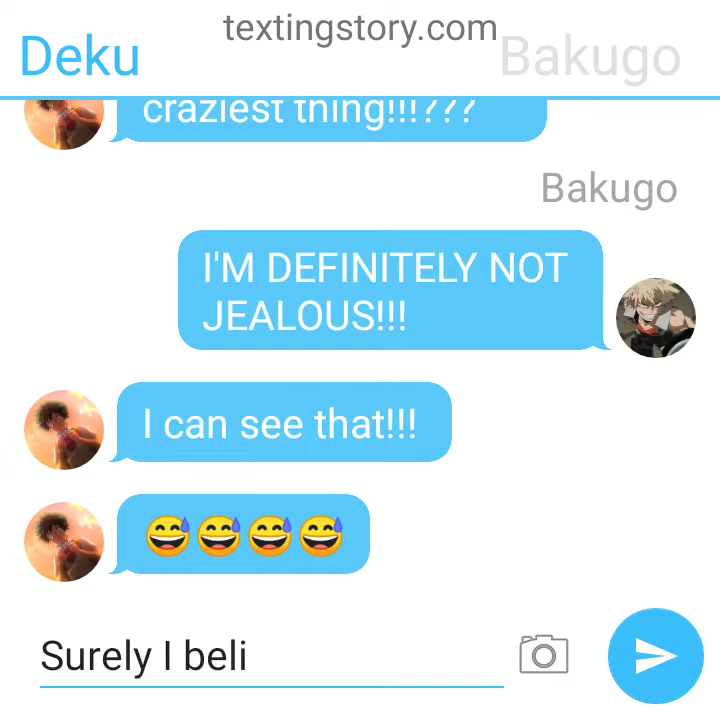 textingstory.com
Deku
Bakugo
craziest thing!!!???
Bakugo
I'M DEFINITELY NOT
JEALOUS!!!
I can see that!!!
😅😅😅😅
Surely I beli